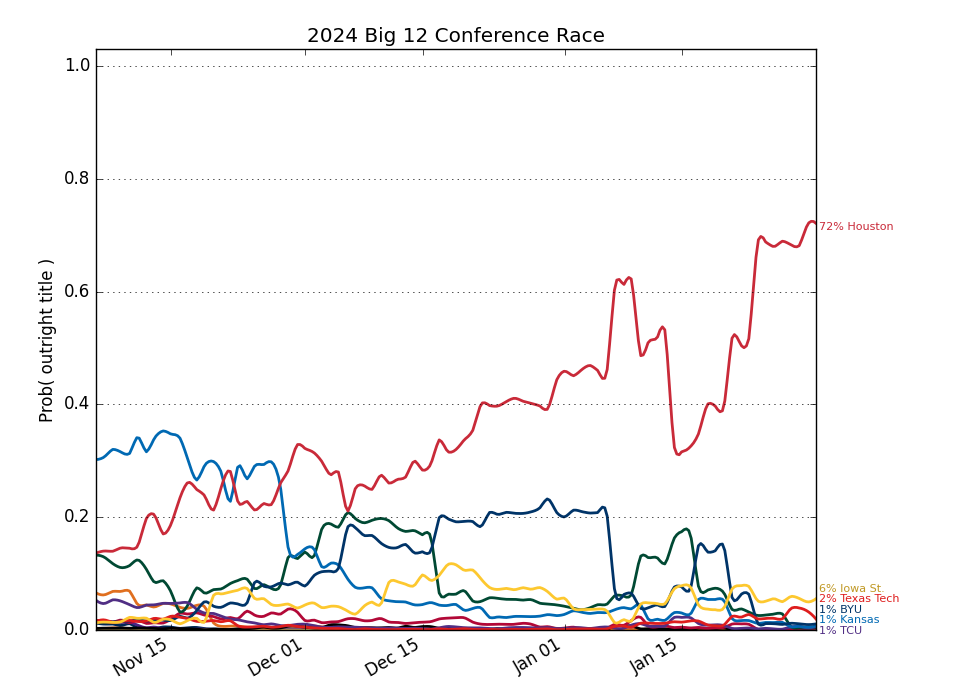 2024 Big 12 Conference Race
Prob( outright title )
1.0
0.8
0.6
0.4
0.2
0.0
72% Houston
6% Iowa St.
2% Texas Tech
1% BYU
1% Kansas
1% TCU
Nov 15
Dec 01
Dec 15
Jan 01
Jan 15